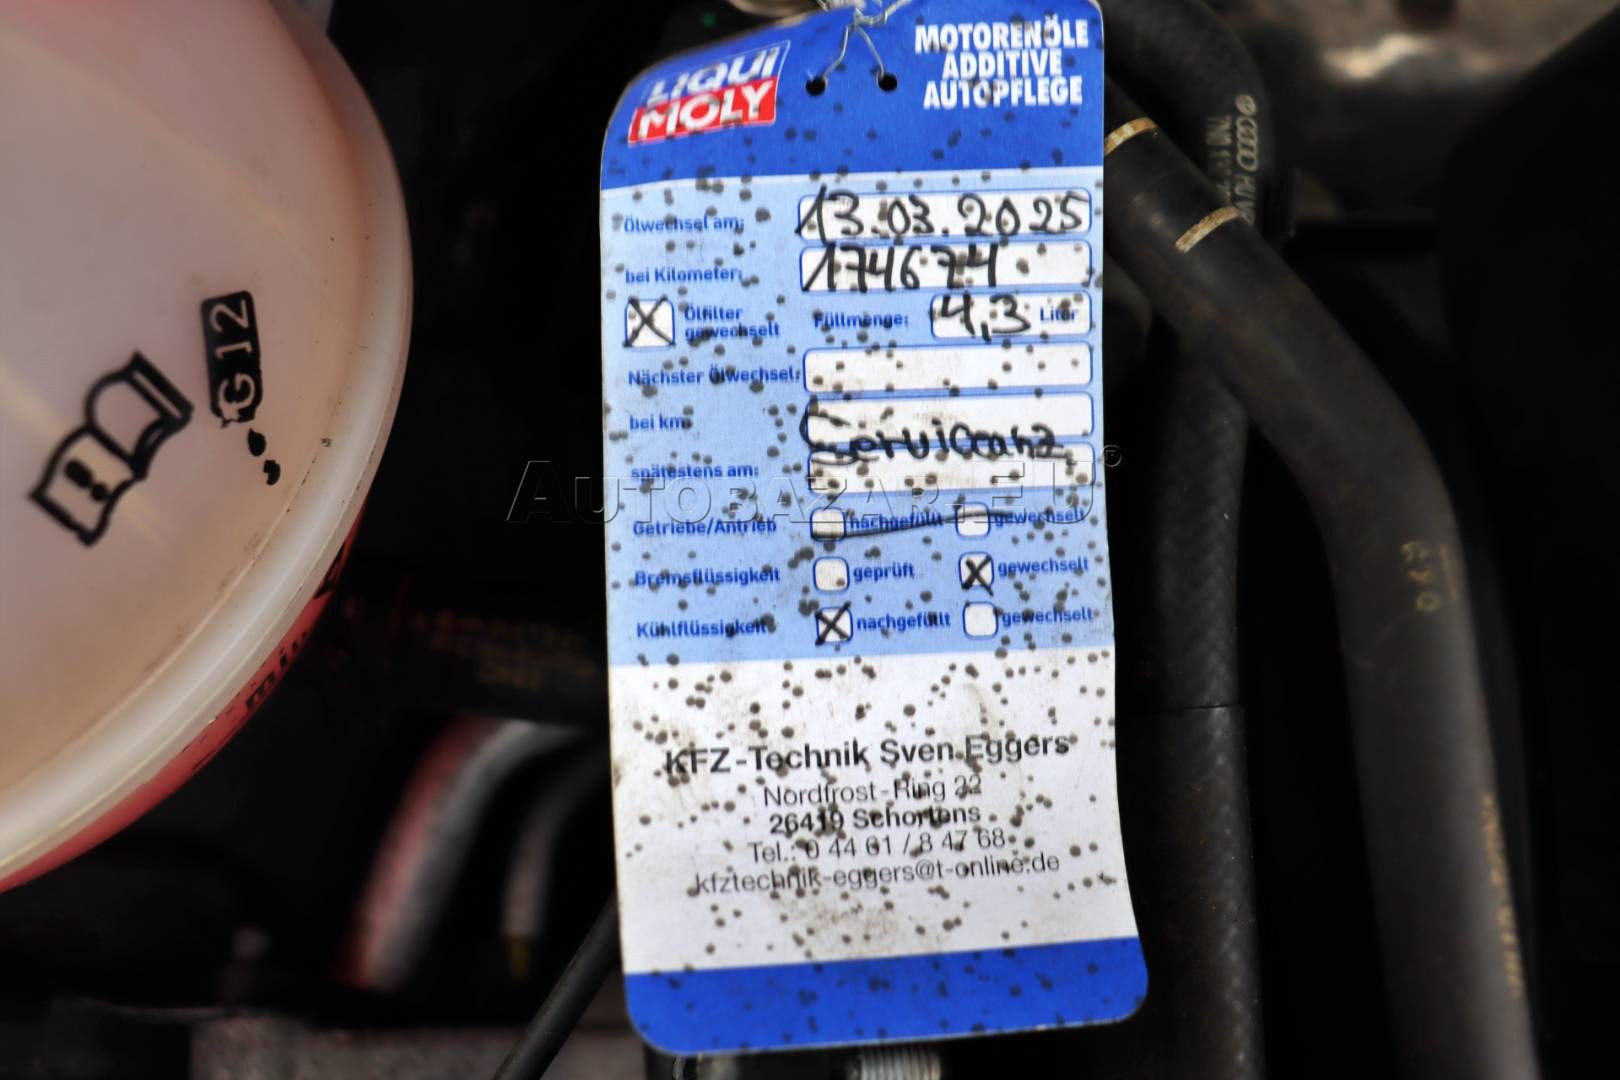 LIQUI
MOLY
MOTORENÖLE
ADDITIVE
AUTOPFLEGE
Ölwechsel am: 13.03.2025
bei Kilometer: 174674
Ölfilter
gewechselt
Füllmenge: 4,3 Liter
Nächster Ölwechsel:
bei km:
Serviceanz.
spätestens am:
Getriebe/Antrieb nachgefüllt gewechselt
Bremsflüssigkeit geprüft gewechselt
Kühlflüssigkeit nachgefüllt gewechselt
KFZ-Technik Sven Eggers
Nordfrost-Ring 22
26419 Schortens
Tel.: 0 44 61 / 8 47 68
kfztechnik-eggers@t-online.de
G12
min
AUTOBAZAR.EU®